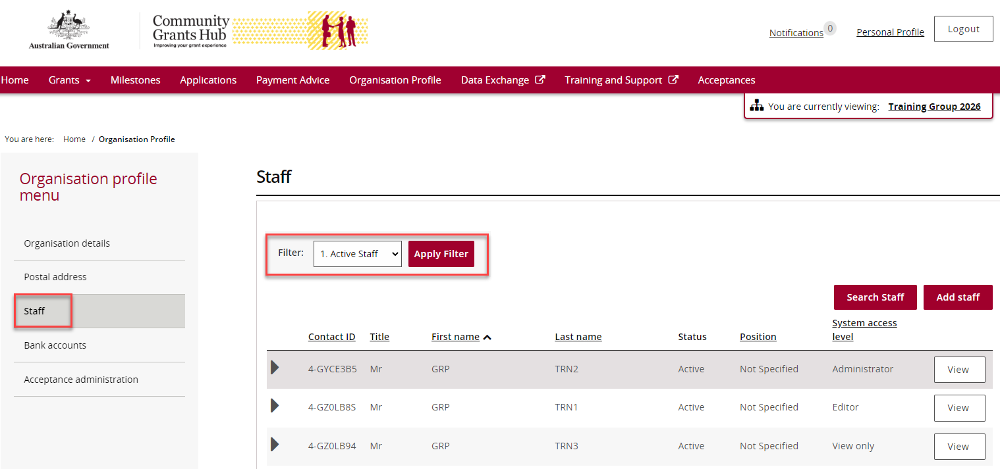 Australian Government
Community
Grants Hub
Improving your grant experience
Notifications 0 Personal Profile Logout
Home Grants Milestones Applications Payment Advice Organisation Profile Data Exchange Training and Support Acceptances
You are currently viewing: Training Group 2026
You are here: Home / Organisation Profile
Organisation profile
menu
Organisation details
Postal address
Staff
Bank accounts
Acceptance administration
Staff
Filter: 1. Active Staff Apply Filter
Search Staff Add staff
Contact ID Title First name Last name Status Position System access level
4-GYCE3B5 Mr GRP TRN2 Active Not Specified Administrator View
4-GZ0LB8S Mr GRP TRN1 Active Not Specified Editor View
4-GZ0LB94 Mr GRP TRN3 Active Not Specified View only View